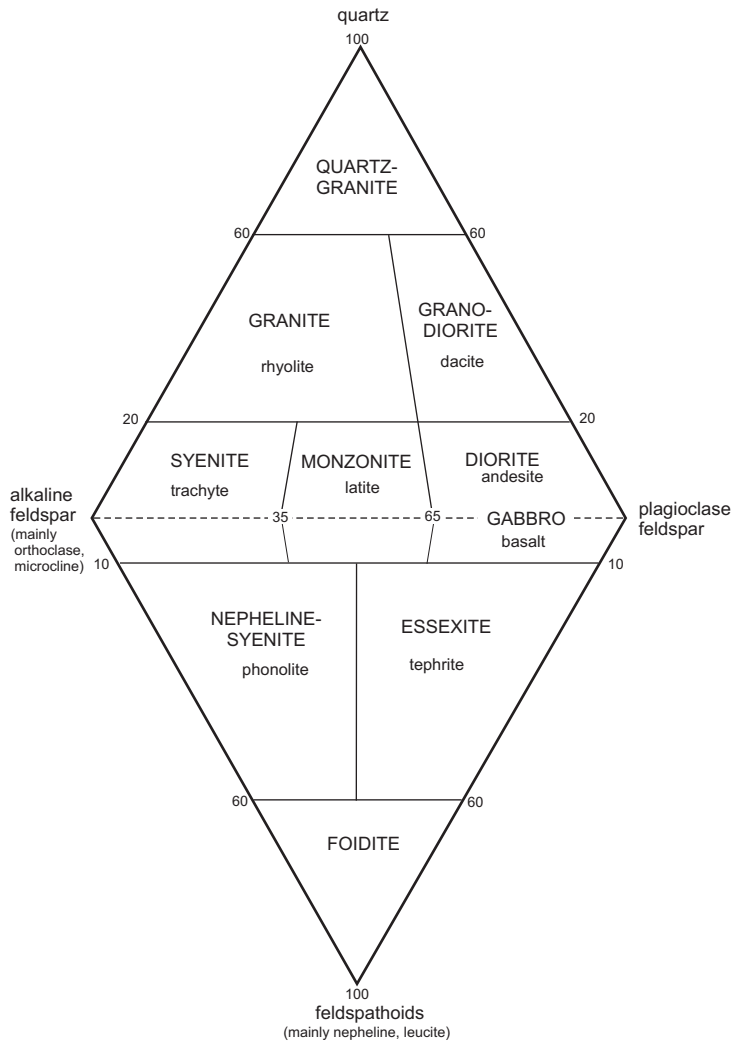 quartz
100
QUARTZ-
GRANITE
60
60
GRANITE
rhyolite
GRANO-
DIORITE
dacite
20
20
SYENITE
trachyte
MONZONITE
latite
DIORITE
andesite
alkaline
feldspar
(mainly
orthoclase,
microcline)
35
65
GABBRO
basalt
plagioclase
feldspar
10
10
NEPHELINE-
SYENITE
phonolite
ESSEXITE
tephrite
60
60
FOIDITE
100
feldspathoids
(mainly nepheline, leucite)